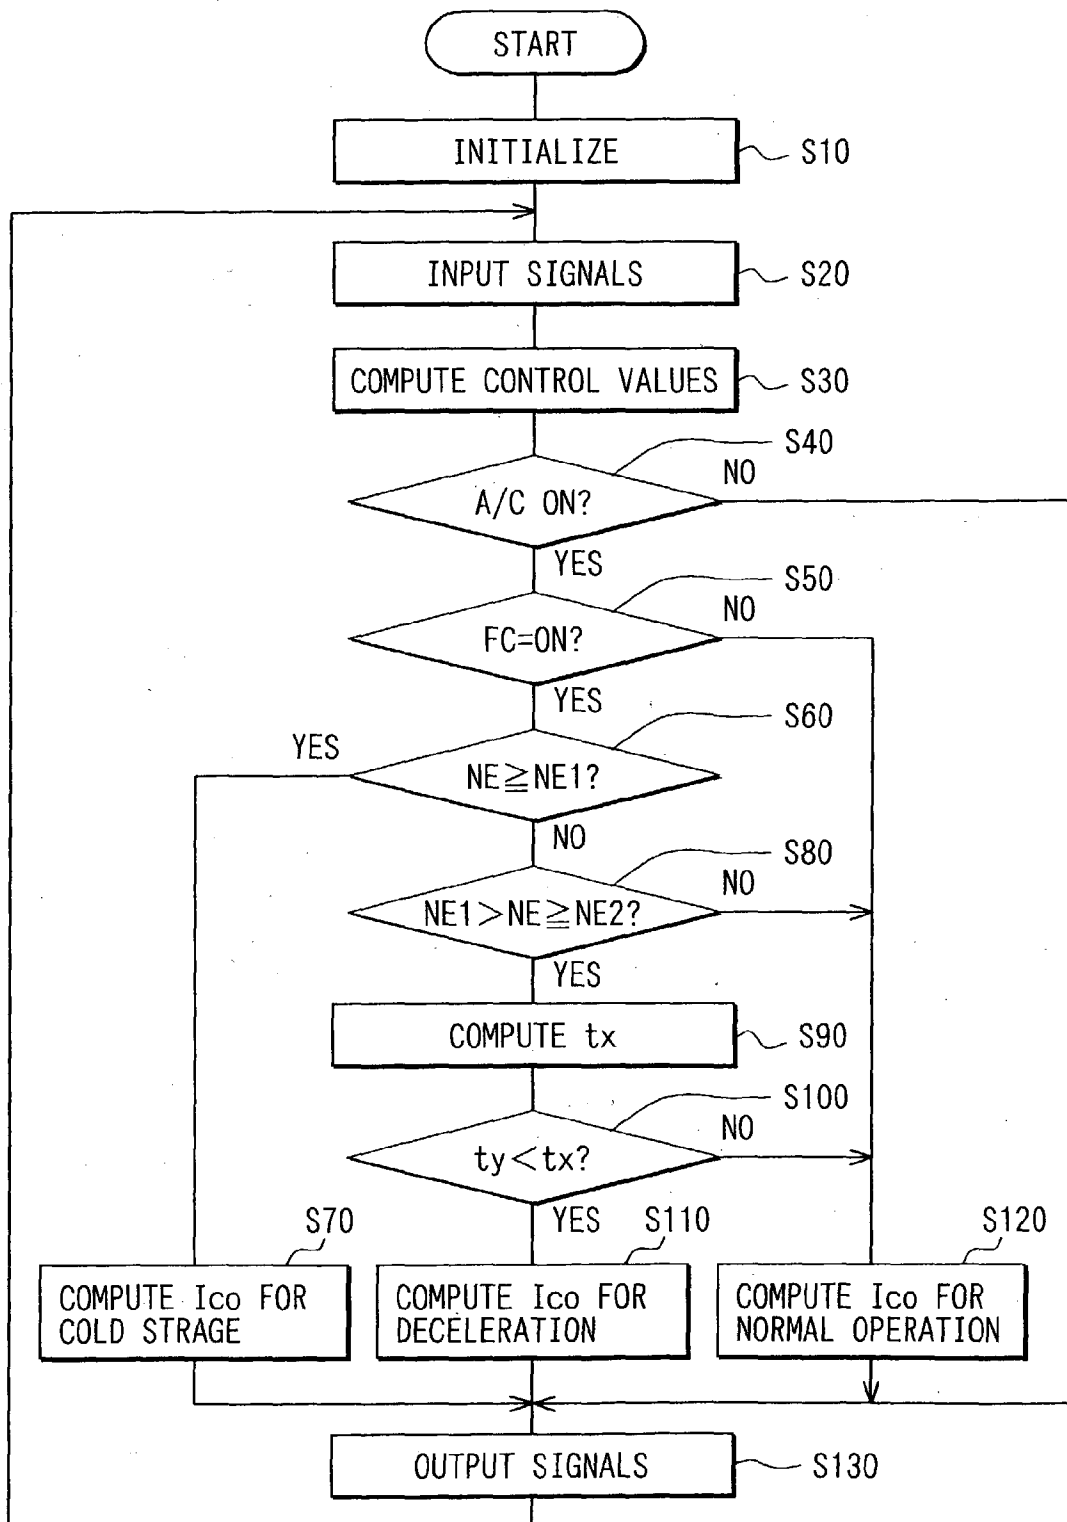 START
INITIALIZE
S10
INPUT SIGNALS
S20
COMPUTE CONTROL VALUES
S30
S40
A/C ON?
NO
YES
S50
FC=ON?
NO
YES
S60
YES
NE≧NE1?
NO
S80
NE1>NE≧NE2?
NO
YES
COMPUTE tx
S90
S100
ty<tx?
NO
YES
S70
COMPUTE Ico FOR
COLD STRAGE
S110
COMPUTE Ico FOR
DECELERATION
S120
COMPUTE Ico FOR
NORMAL OPERATION
OUTPUT SIGNALS
S130